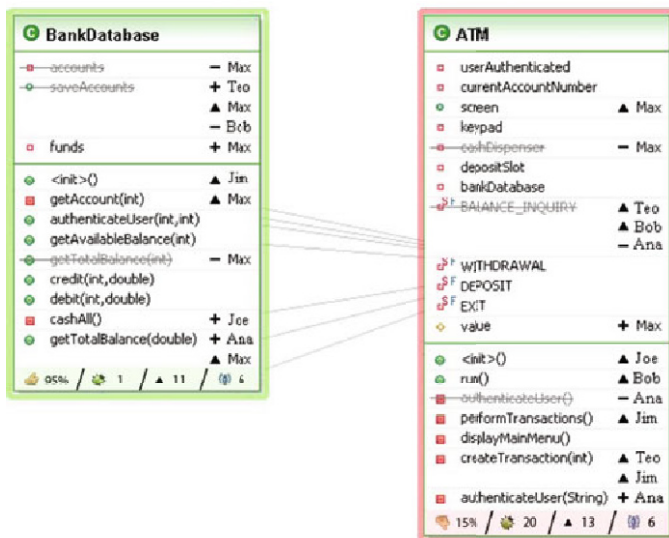 C BankDatabase
accounts − Max
saveAccounts + Teo
▲ Max
− Bob
funds + Max
<init>() ▲ Jim
getAccount(int) ▲ Max
authenticateUser(int,int)
getAvailableBalance(int)
getTotalBalance(int) − Max
credit(int,double)
debit(int,double)
cashAll() + Joe
getTotalBalance(double) + Ana
▲ Max
95% / 1 / ▲ 11 / 4
C ATM
userAuthenticated
currentAccountNumber
screen ▲ Max
keypad
cashDispenser − Max
depositSlot
bankDatabase
S F BALANCE_INQUIRY ▲ Teo
▲ Bob
− Ana
S F WITHDRAWAL
S F DEPOSIT
S F EXIT
value + Max
<init>() ▲ Joe
run() ▲ Bob
authenticateUser() − Ana
performTransactions() ▲ Jim
displayMainMenu()
createTransaction(int) ▲ Teo
▲ Jim
authenticateUser(String) + Ana
15% / 20 / ▲ 13 / 6